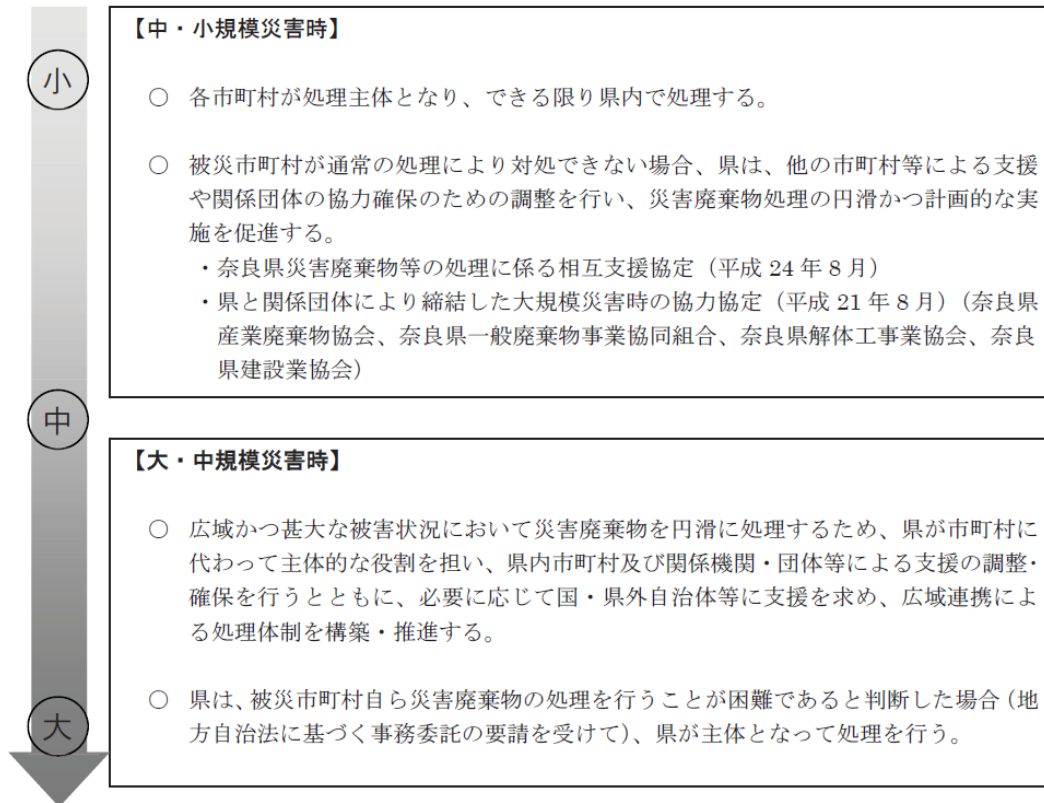 【中・小規模災害時】
小
○ 各市町村が処理主体となり、できる限り県内で処理する。
○ 被災市町村が通常の処理により対処できない場合、県は、他の市町村等による支援
や関係団体の協力確保のための調整を行い、災害廃棄物処理の円滑かつ計画的な実
施を促進する。
・奈良県災害廃棄物等の処理に係る相互支援協定（平成 24 年 8 月）
・県と関係団体により締結した大規模災害時の協力協定（平成 21 年 8 月）（奈良県
産業廃棄物協会、奈良県一般廃棄物事業協同組合、奈良県解体工事業協会、奈良
県建設業協会）
中
【大・中規模災害時】
○ 広域かつ甚大な被害状況において災害廃棄物を円滑に処理するため、県が市町村に
代わって主体的な役割を担い、県内市町村及び関係機関・団体等による支援の調整・
確保を行うとともに、必要に応じて国・県外自治体等に支援を求め、広域連携によ
る処理体制を構築・推進する。
○ 県は、被災市町村自ら災害廃棄物の処理を行うことが困難であると判断した場合（地
大
方自治法に基づく事務委託の要請を受けて）、県が主体となって処理を行う。